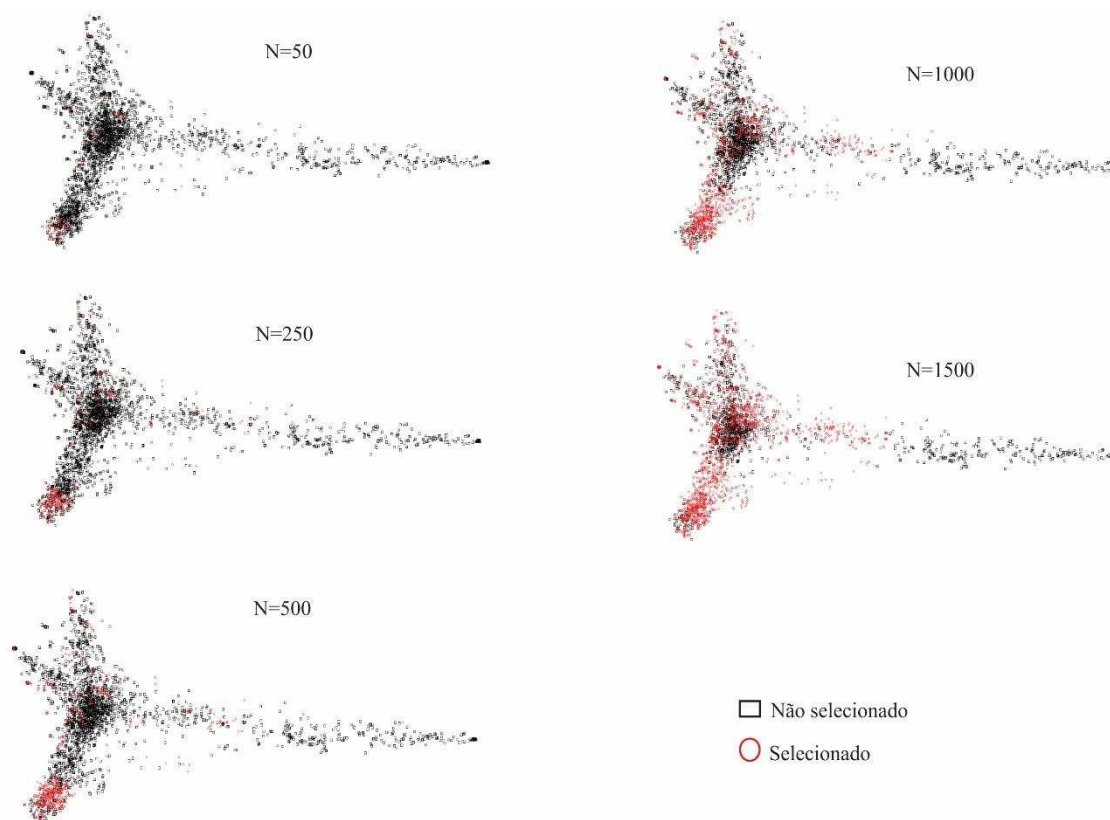 N=50
N=1000
N=250
N=1500
N=500
Não selecionado
Selecionado